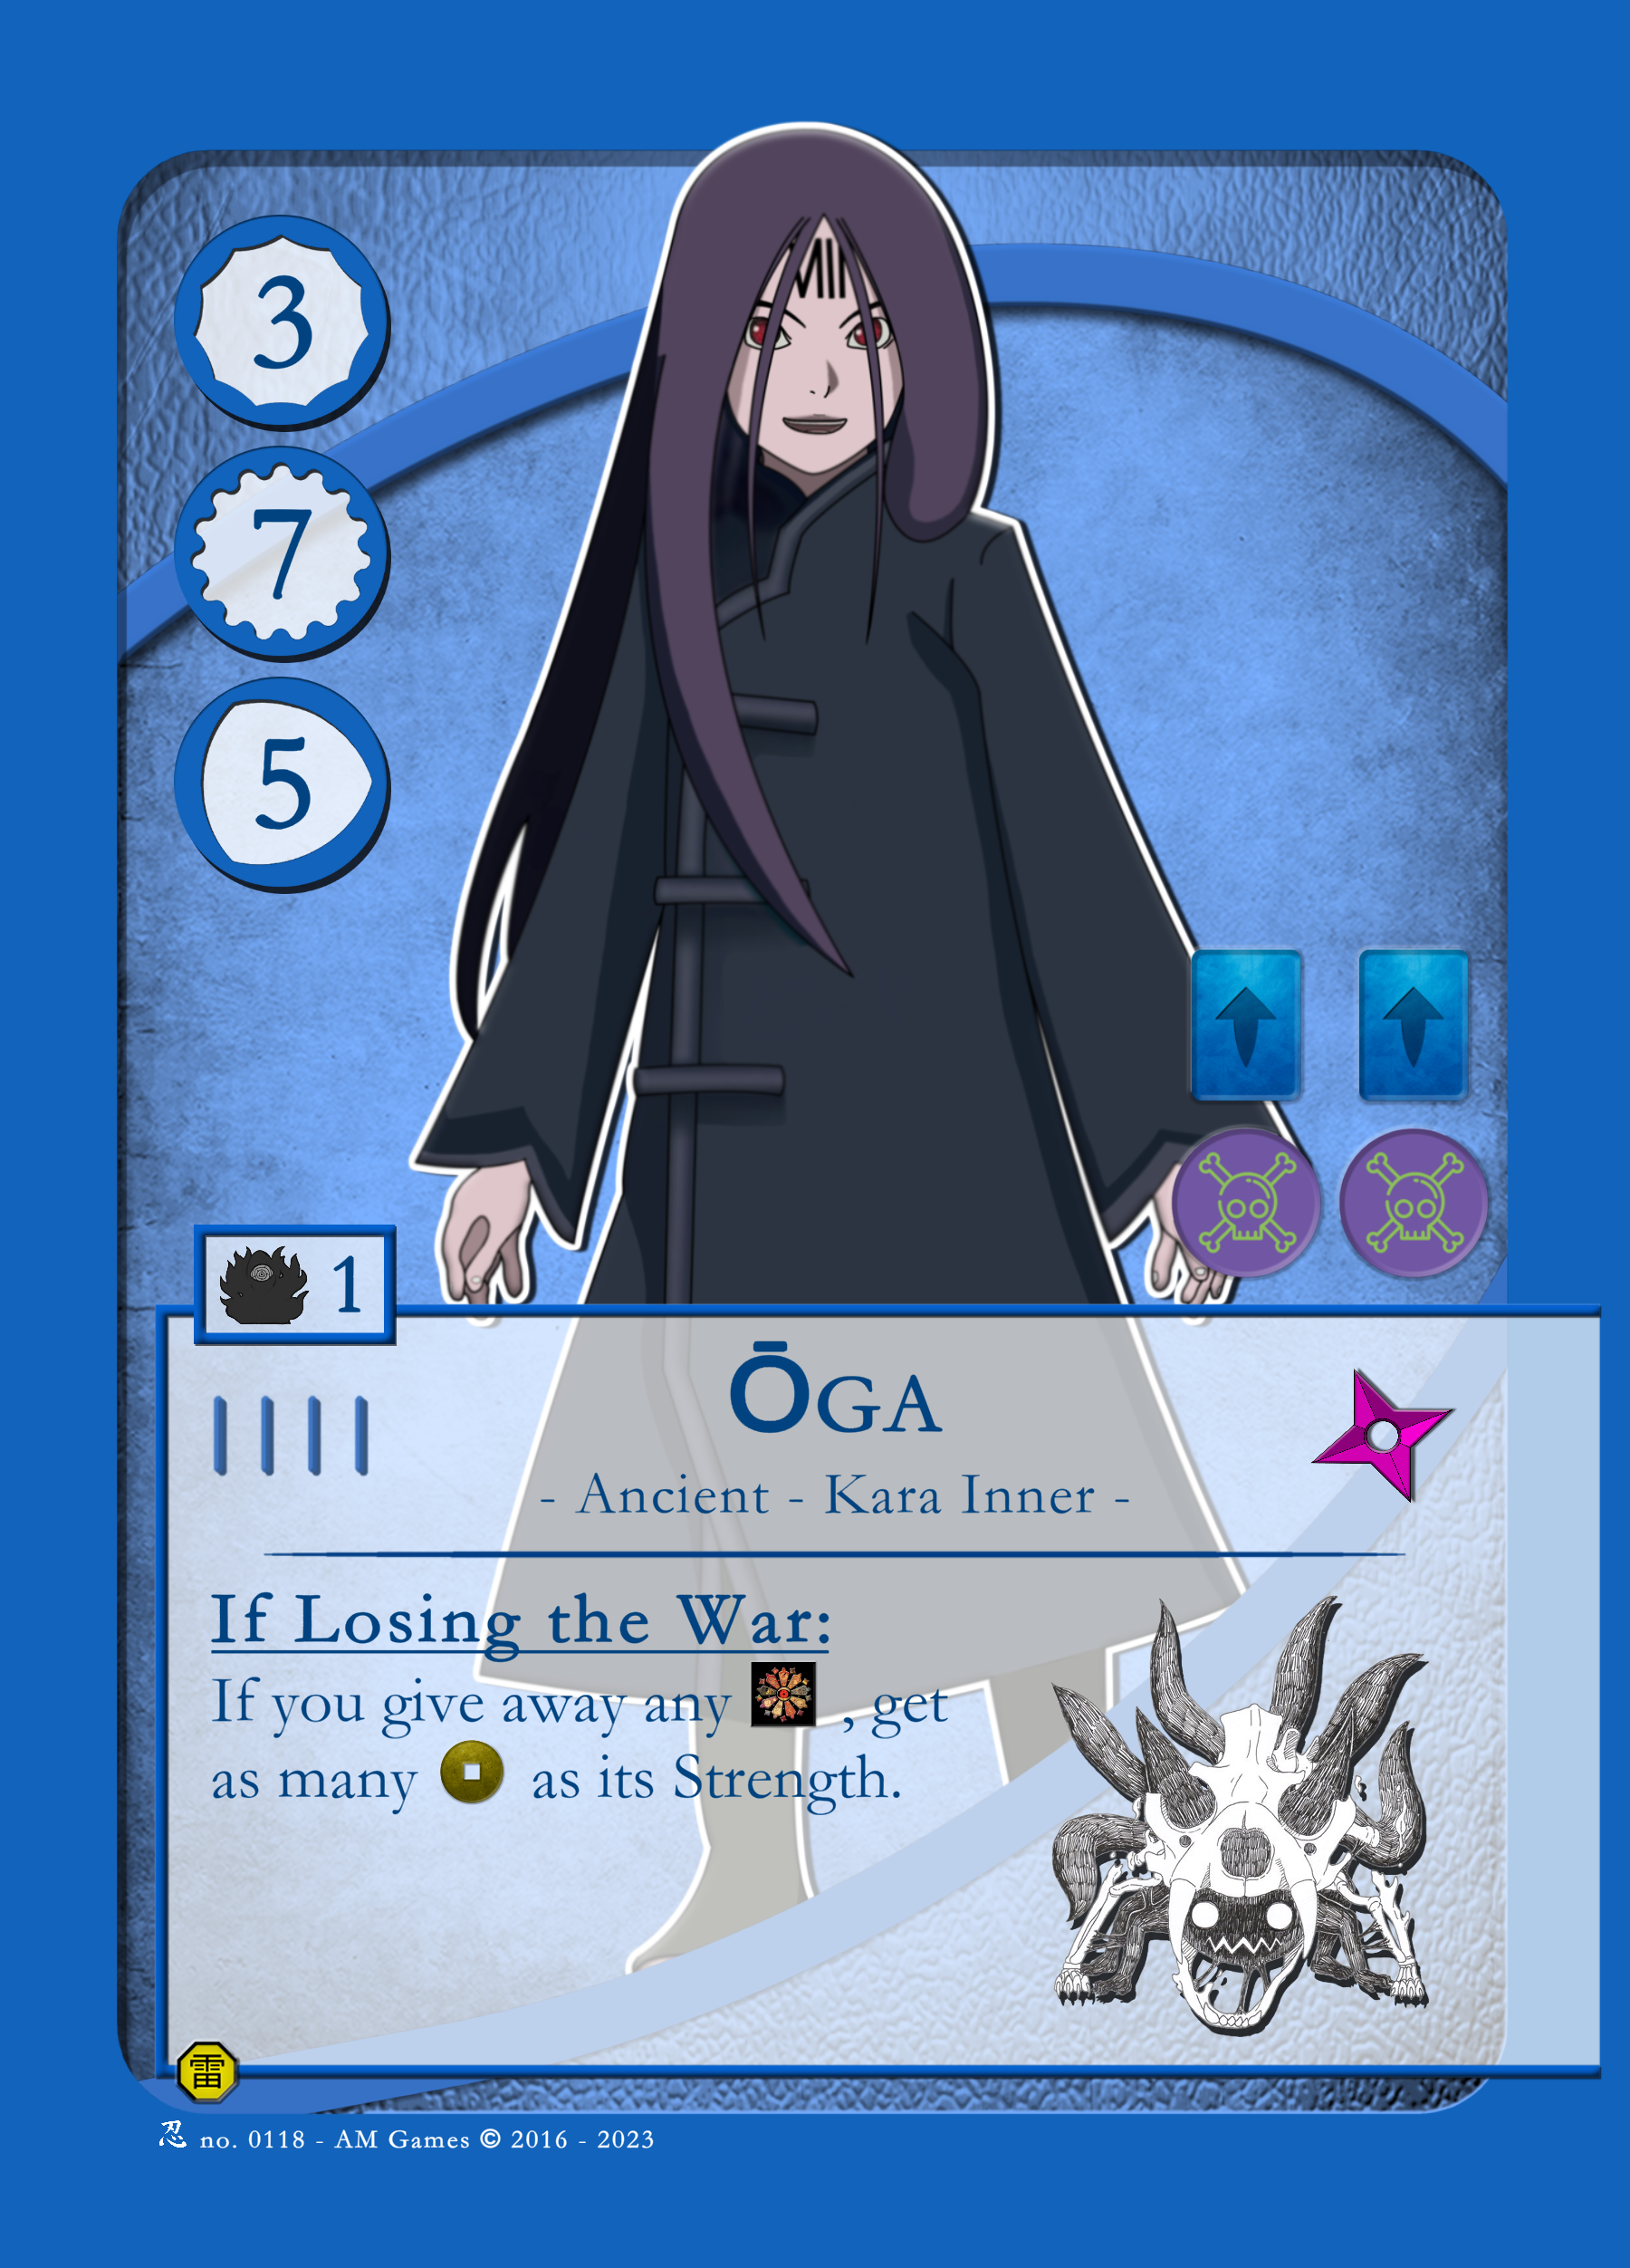 3
7
5
1
ŌGA
- Ancient - Kara Inner -
If Losing the War:
If you give away any , get
as many as its Strength.
雷
忍 no. 0118 - AM Games © 2016 - 2023